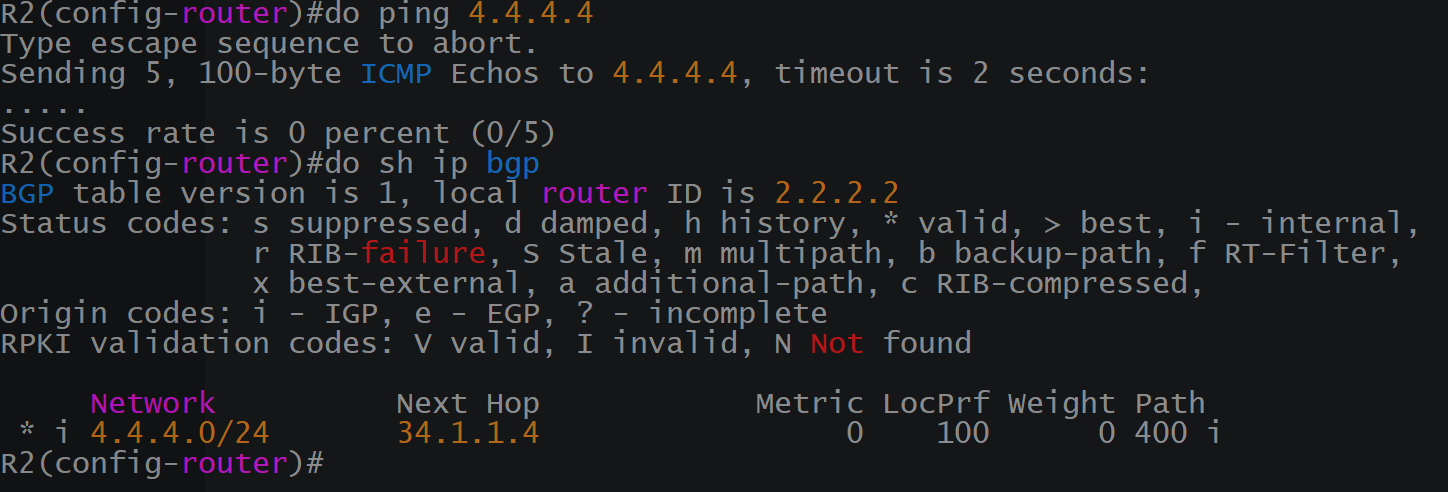 R2(config-router)#do ping 4.4.4.4
Type escape sequence to abort.
Sending 5, 100-byte ICMP Echos to 4.4.4.4, timeout is 2 seconds:
.....
Success rate is 0 percent (0/5)
R2(config-router)#do sh ip bgp
BGP table version is 1, local router ID is 2.2.2.2
Status codes: s suppressed, d damped, h history, * valid, > best, i - internal,
              r RIB-failure, S Stale, m multipath, b backup-path, f RT-Filter,
              x best-external, a additional-path, c RIB-compressed,
Origin codes: i - IGP, e - EGP, ? - incomplete
RPKI validation codes: V valid, I invalid, N Not found

     Network          Next Hop            Metric LocPrf Weight Path
 * i 4.4.4.0/24       34.1.1.4                 0    100      0 400 i
R2(config-router)#